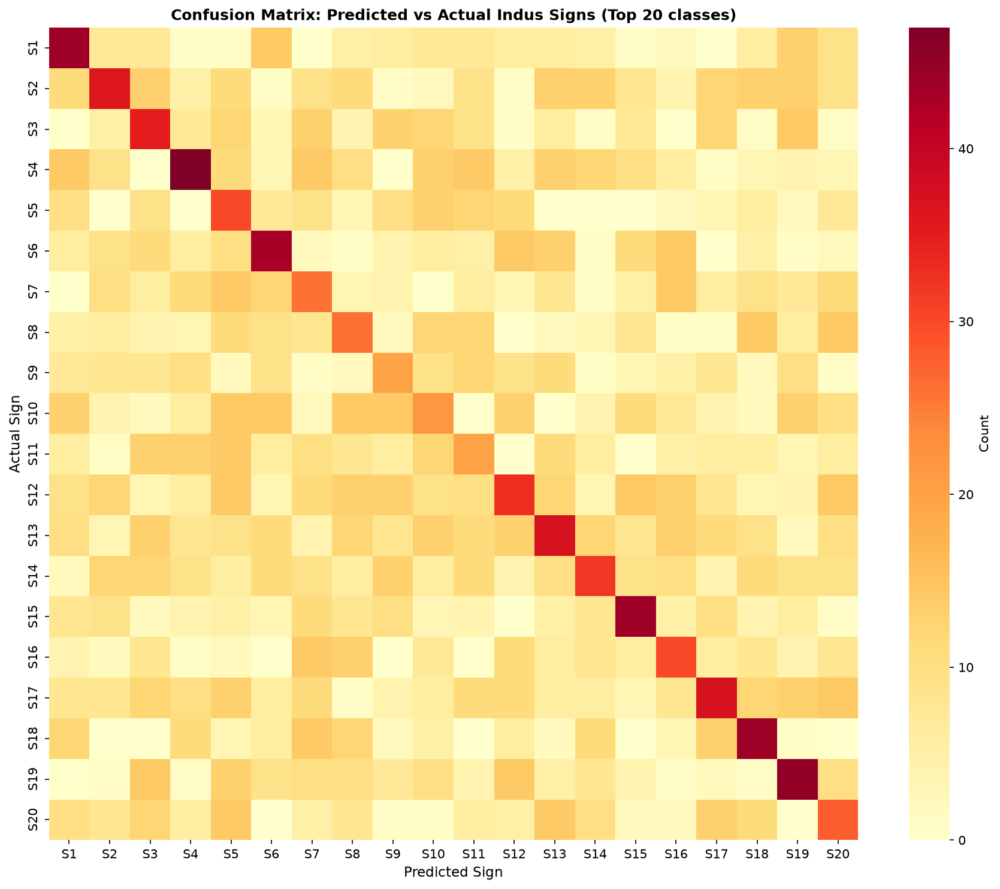 Confusion Matrix: Predicted vs Actual Indus Signs (Top 20 classes)
S1
S2
S3
S4
S5
S6
S7
S8
S9
S10
S11
S12
S13
S14
S15
S16
S17
S18
S19
S20
Actual Sign
S1 S2 S3 S4 S5 S6 S7 S8 S9 S10 S11 S12 S13 S14 S15 S16 S17 S18 S19 S20
Predicted Sign
40
30
20
10
0
Count